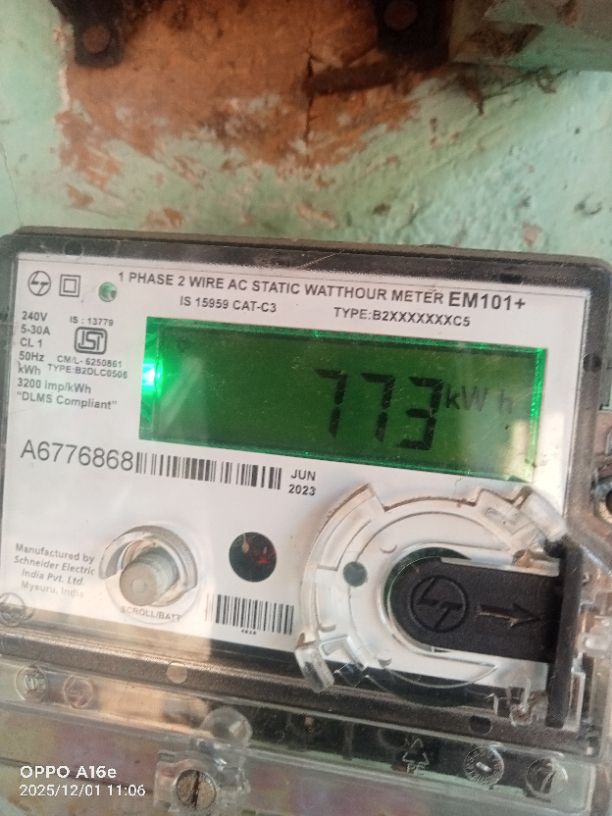 1 PHASE 2 WIRE AC STATIC WATTHOUR METER EM101+
IS 15959 CAT-C3 TYPE:B2XXXXXXXC5
240V
5-30A
CL 1
50Hz
kWh
3200 imp/kWh
"DLMS Compliant"
IS : 13779
ISI
CM/L- 5250861
TYPE:B2DLC0506
773 kWh
A6776868
JUN
2023
Manufactured by
Schneider Electric
India Pvt. Ltd.
Mysuru, India
SCROLL/BATT
OPPO A16e
2025/12/01 11:06